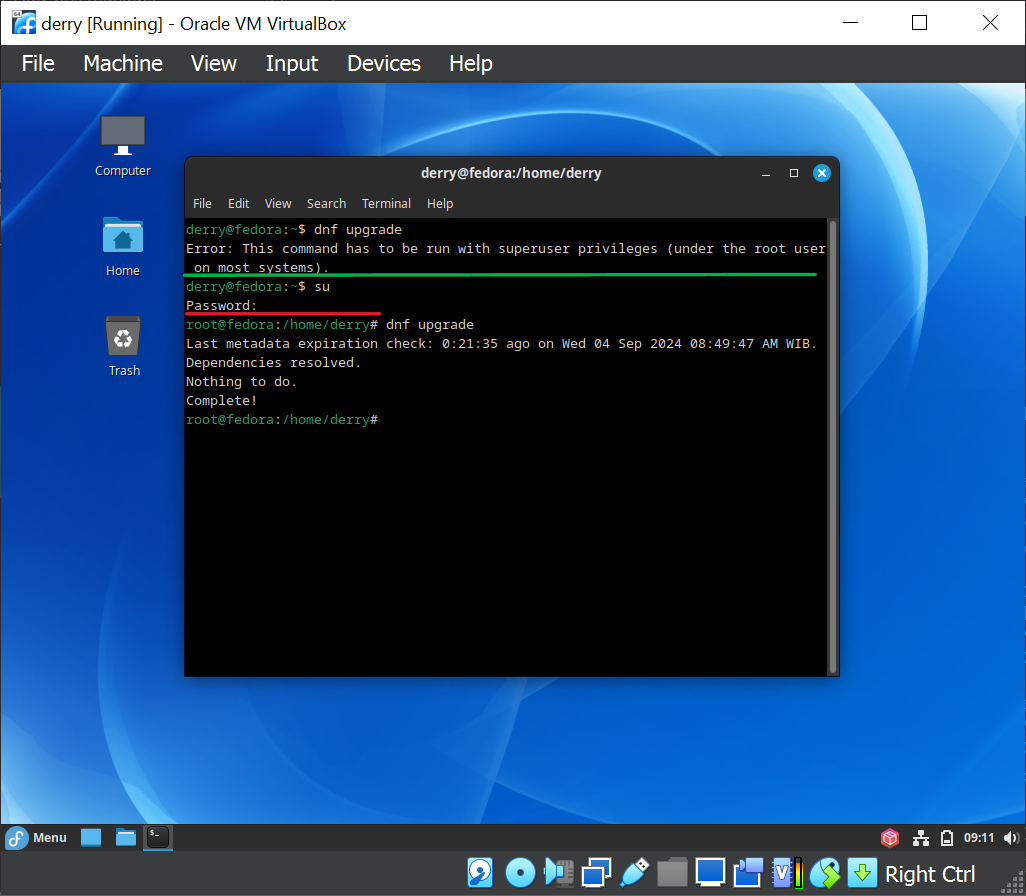 derry [Running] - Oracle VM VirtualBox
File Machine View Input Devices Help
Computer
Home
Trash
derry@fedora:/home/derry
File Edit View Search Terminal Help
derry@fedora:~$ dnf upgrade
Error: This command has to be run with superuser privileges (under the root user
 on most systems).
derry@fedora:~$ su
Password:
root@fedora:/home/derry# dnf upgrade
Last metadata expiration check: 0:21:35 ago on Wed 04 Sep 2024 08:49:47 AM WIB.
Dependencies resolved.
Nothing to do.
Complete!
root@fedora:/home/derry#
Menu
09:11
Right Ctrl